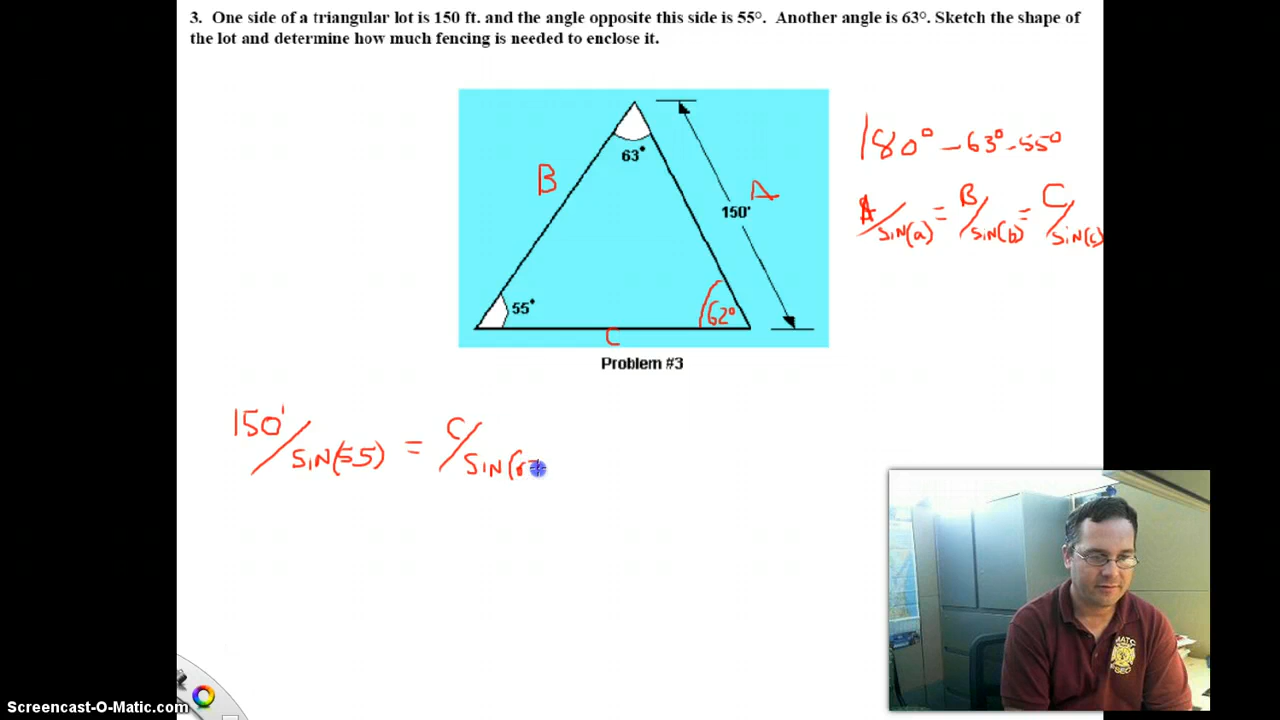 3. One side of a triangular lot is 150 ft. and the angle opposite this side is 55°. Another angle is 63°. Sketch the shape of
the lot and determine how much fencing is needed to enclose it.
180° - 63° - 55°
A/SIN(a) = B/SIN(b) = C/SiN(c)
B
63°
A
150'
55°
62°
C
Problem #3
150'/SIN(55) = C/SIN(6
MATC
Screencast-O-Matic.com